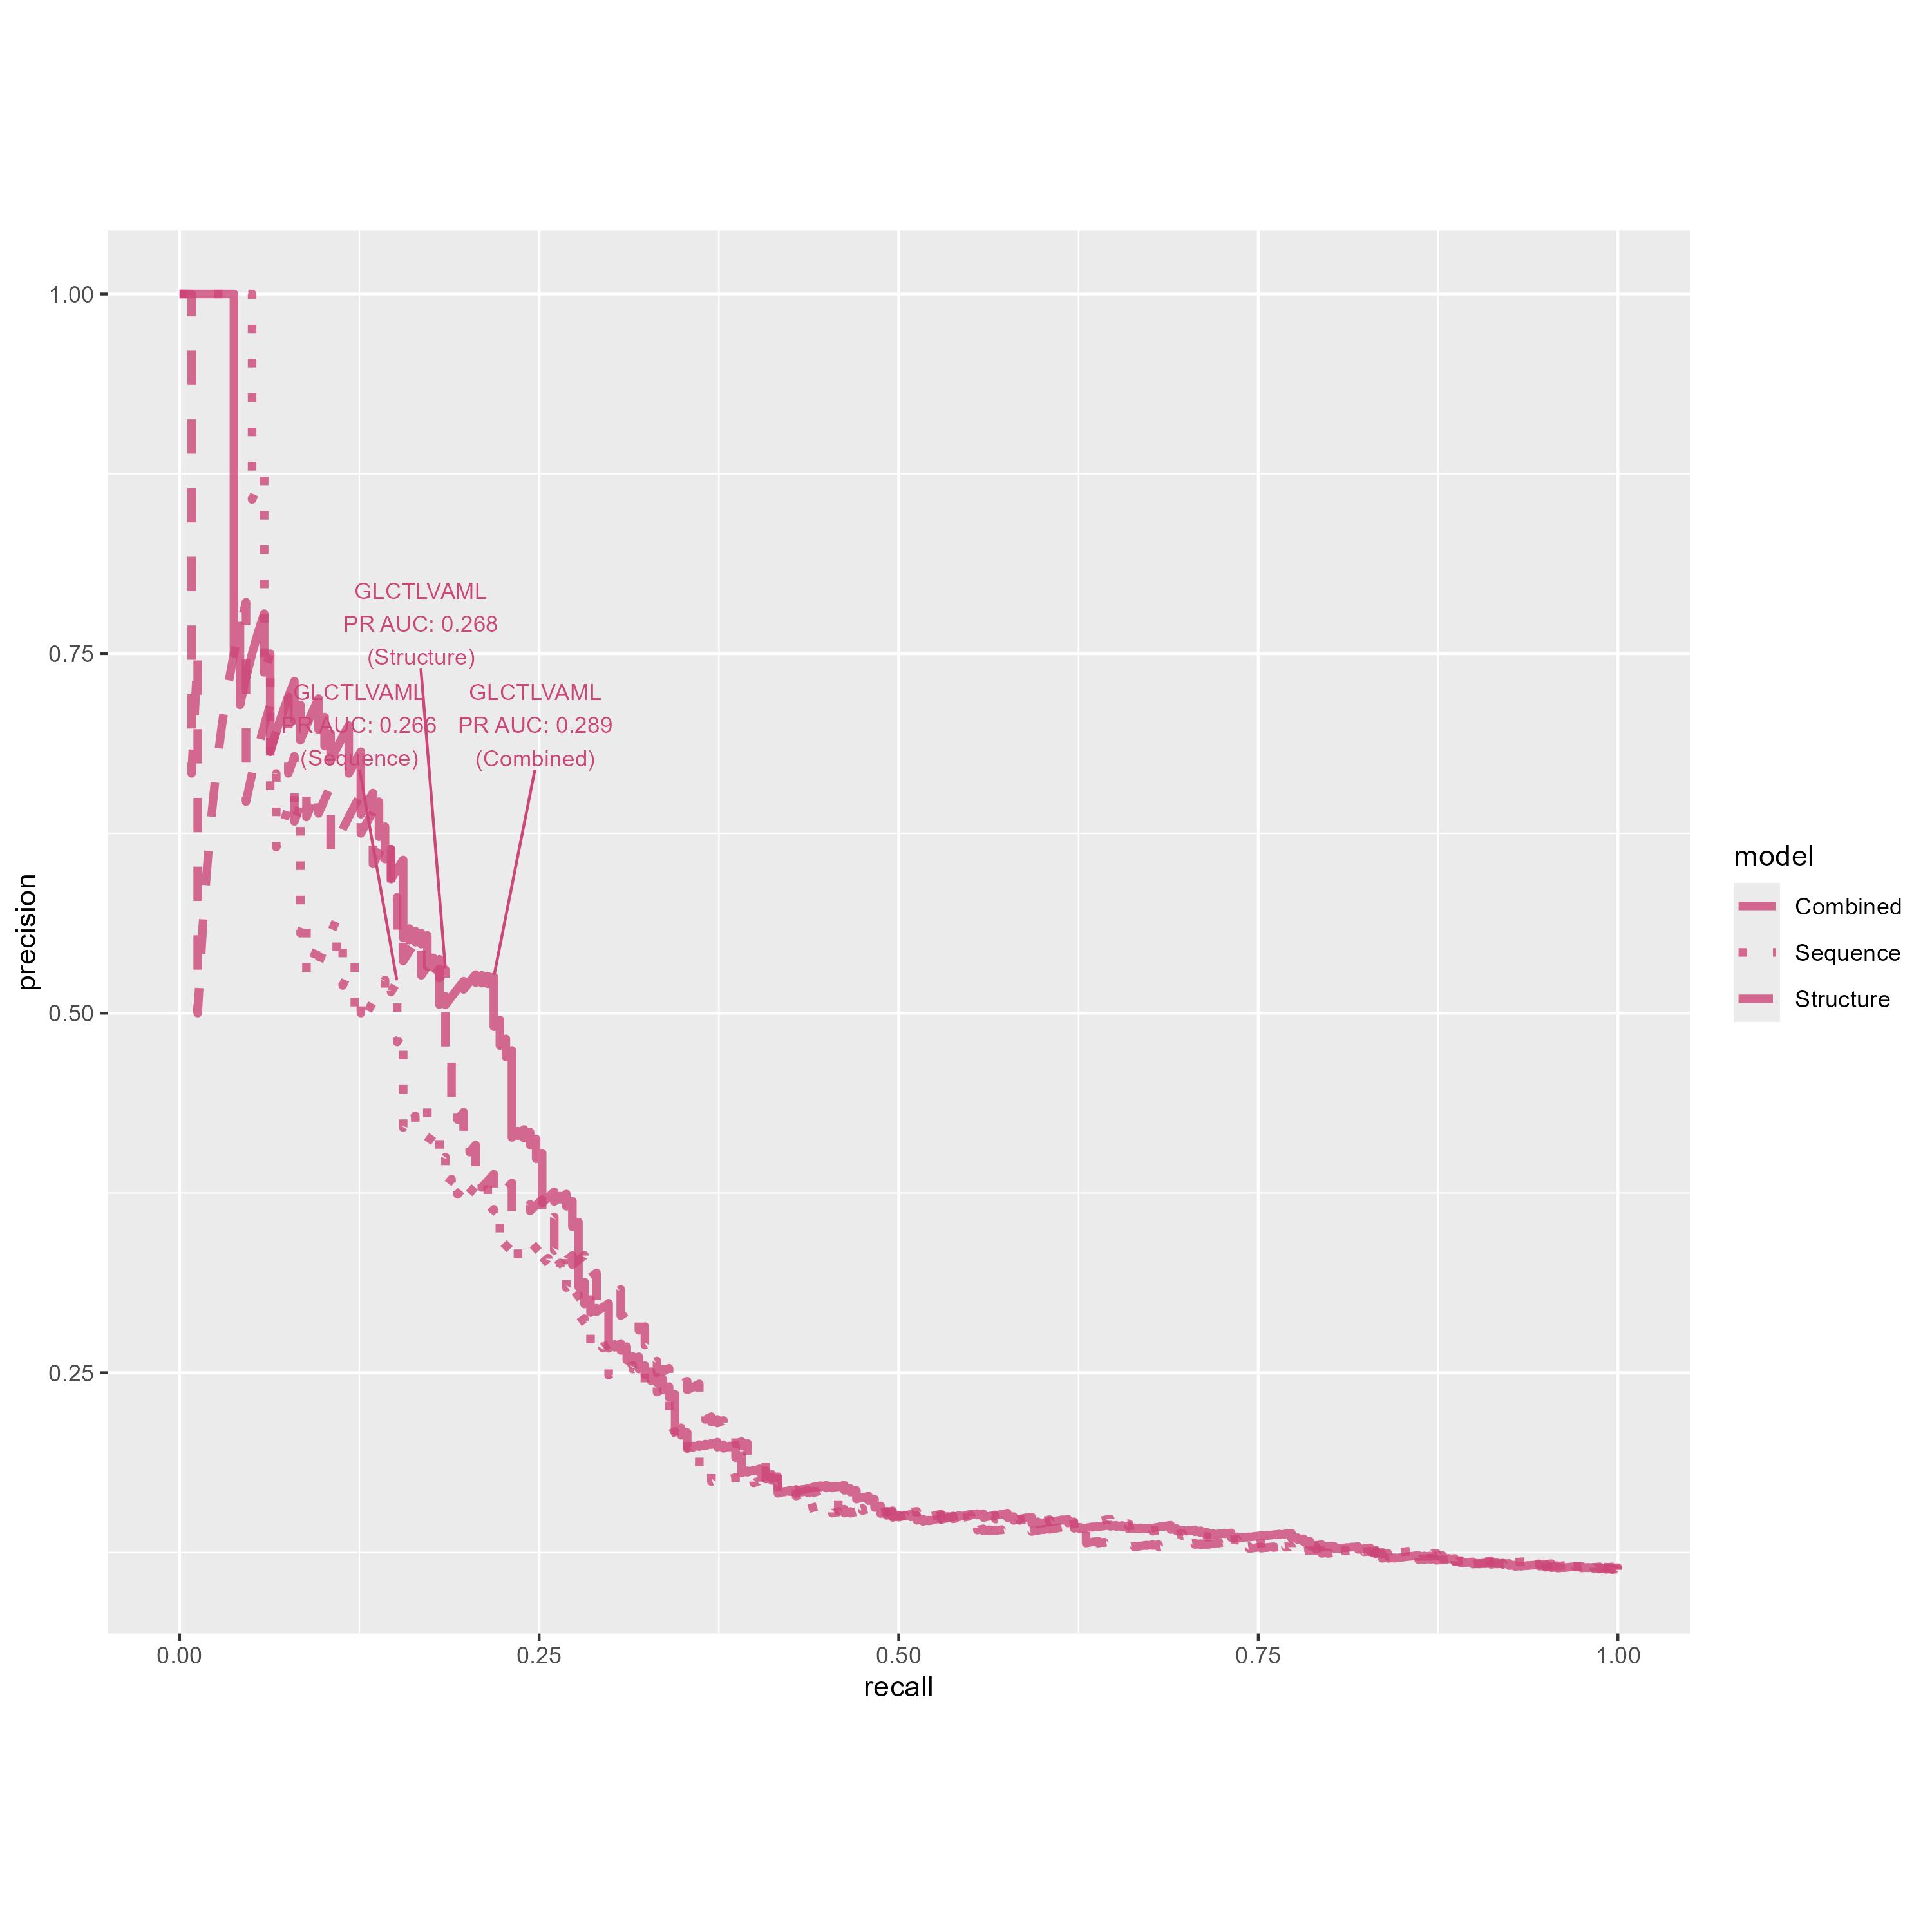 GLCTLVAML
PR AUC: 0.268
(Structure)
GLCTLVAML
PR AUC: 0.266
(Sequence)
GLCTLVAML
PR AUC: 0.289
(Combined)
1.00
0.75
0.50
0.25
precision
0.00
0.25
0.50
0.75
1.00
recall
model
Combined
Sequence
Structure